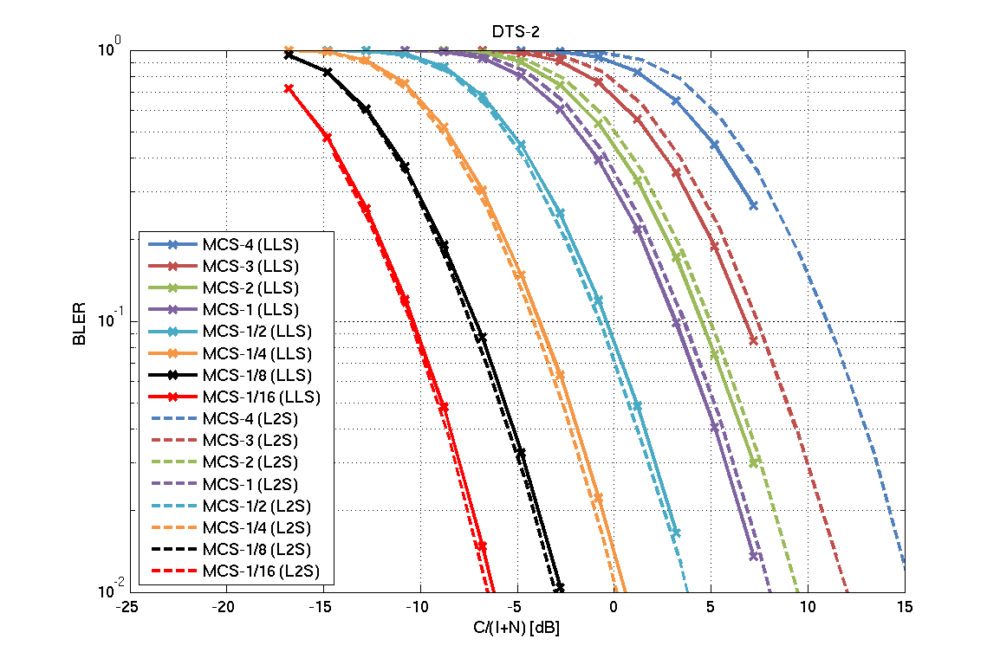 DTS-2
10^0
10^-1
10^-2
BLER
MCS-4 (LLS)
MCS-3 (LLS)
MCS-2 (LLS)
MCS-1 (LLS)
MCS-1/2 (LLS)
MCS-1/4 (LLS)
MCS-1/8 (LLS)
MCS-1/16 (LLS)
MCS-4 (L2S)
MCS-3 (L2S)
MCS-2 (L2S)
MCS-1 (L2S)
MCS-1/2 (L2S)
MCS-1/4 (L2S)
MCS-1/8 (L2S)
MCS-1/16 (L2S)
-25 -20 -15 -10 -5 0 5 10 15
C/(I+N) [dB]